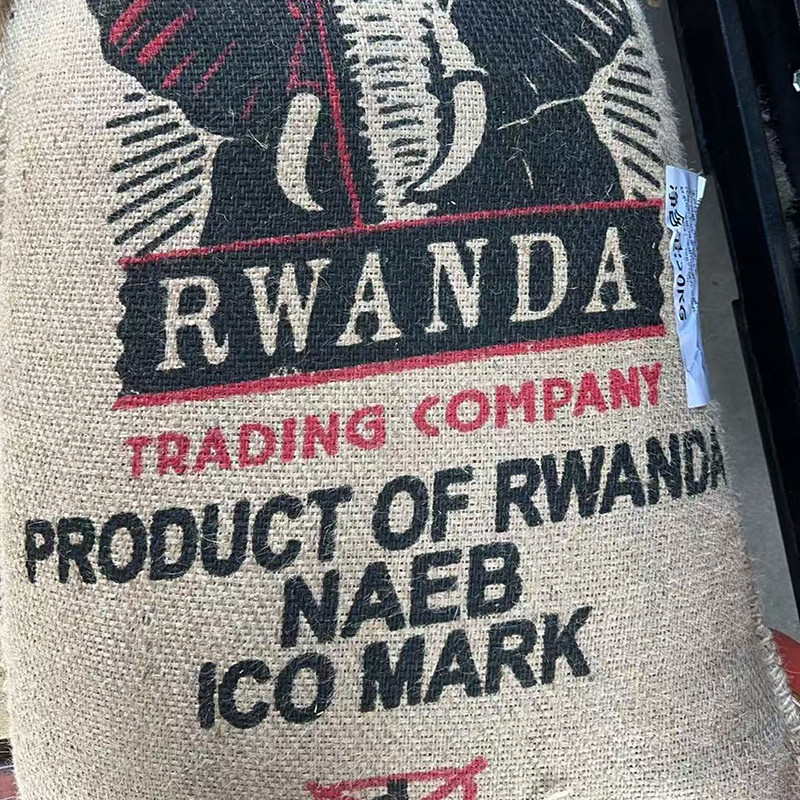 RWANDA
TRADING COMPANY
PRODUCT OF RWANDA
NAEB
ICO MARK